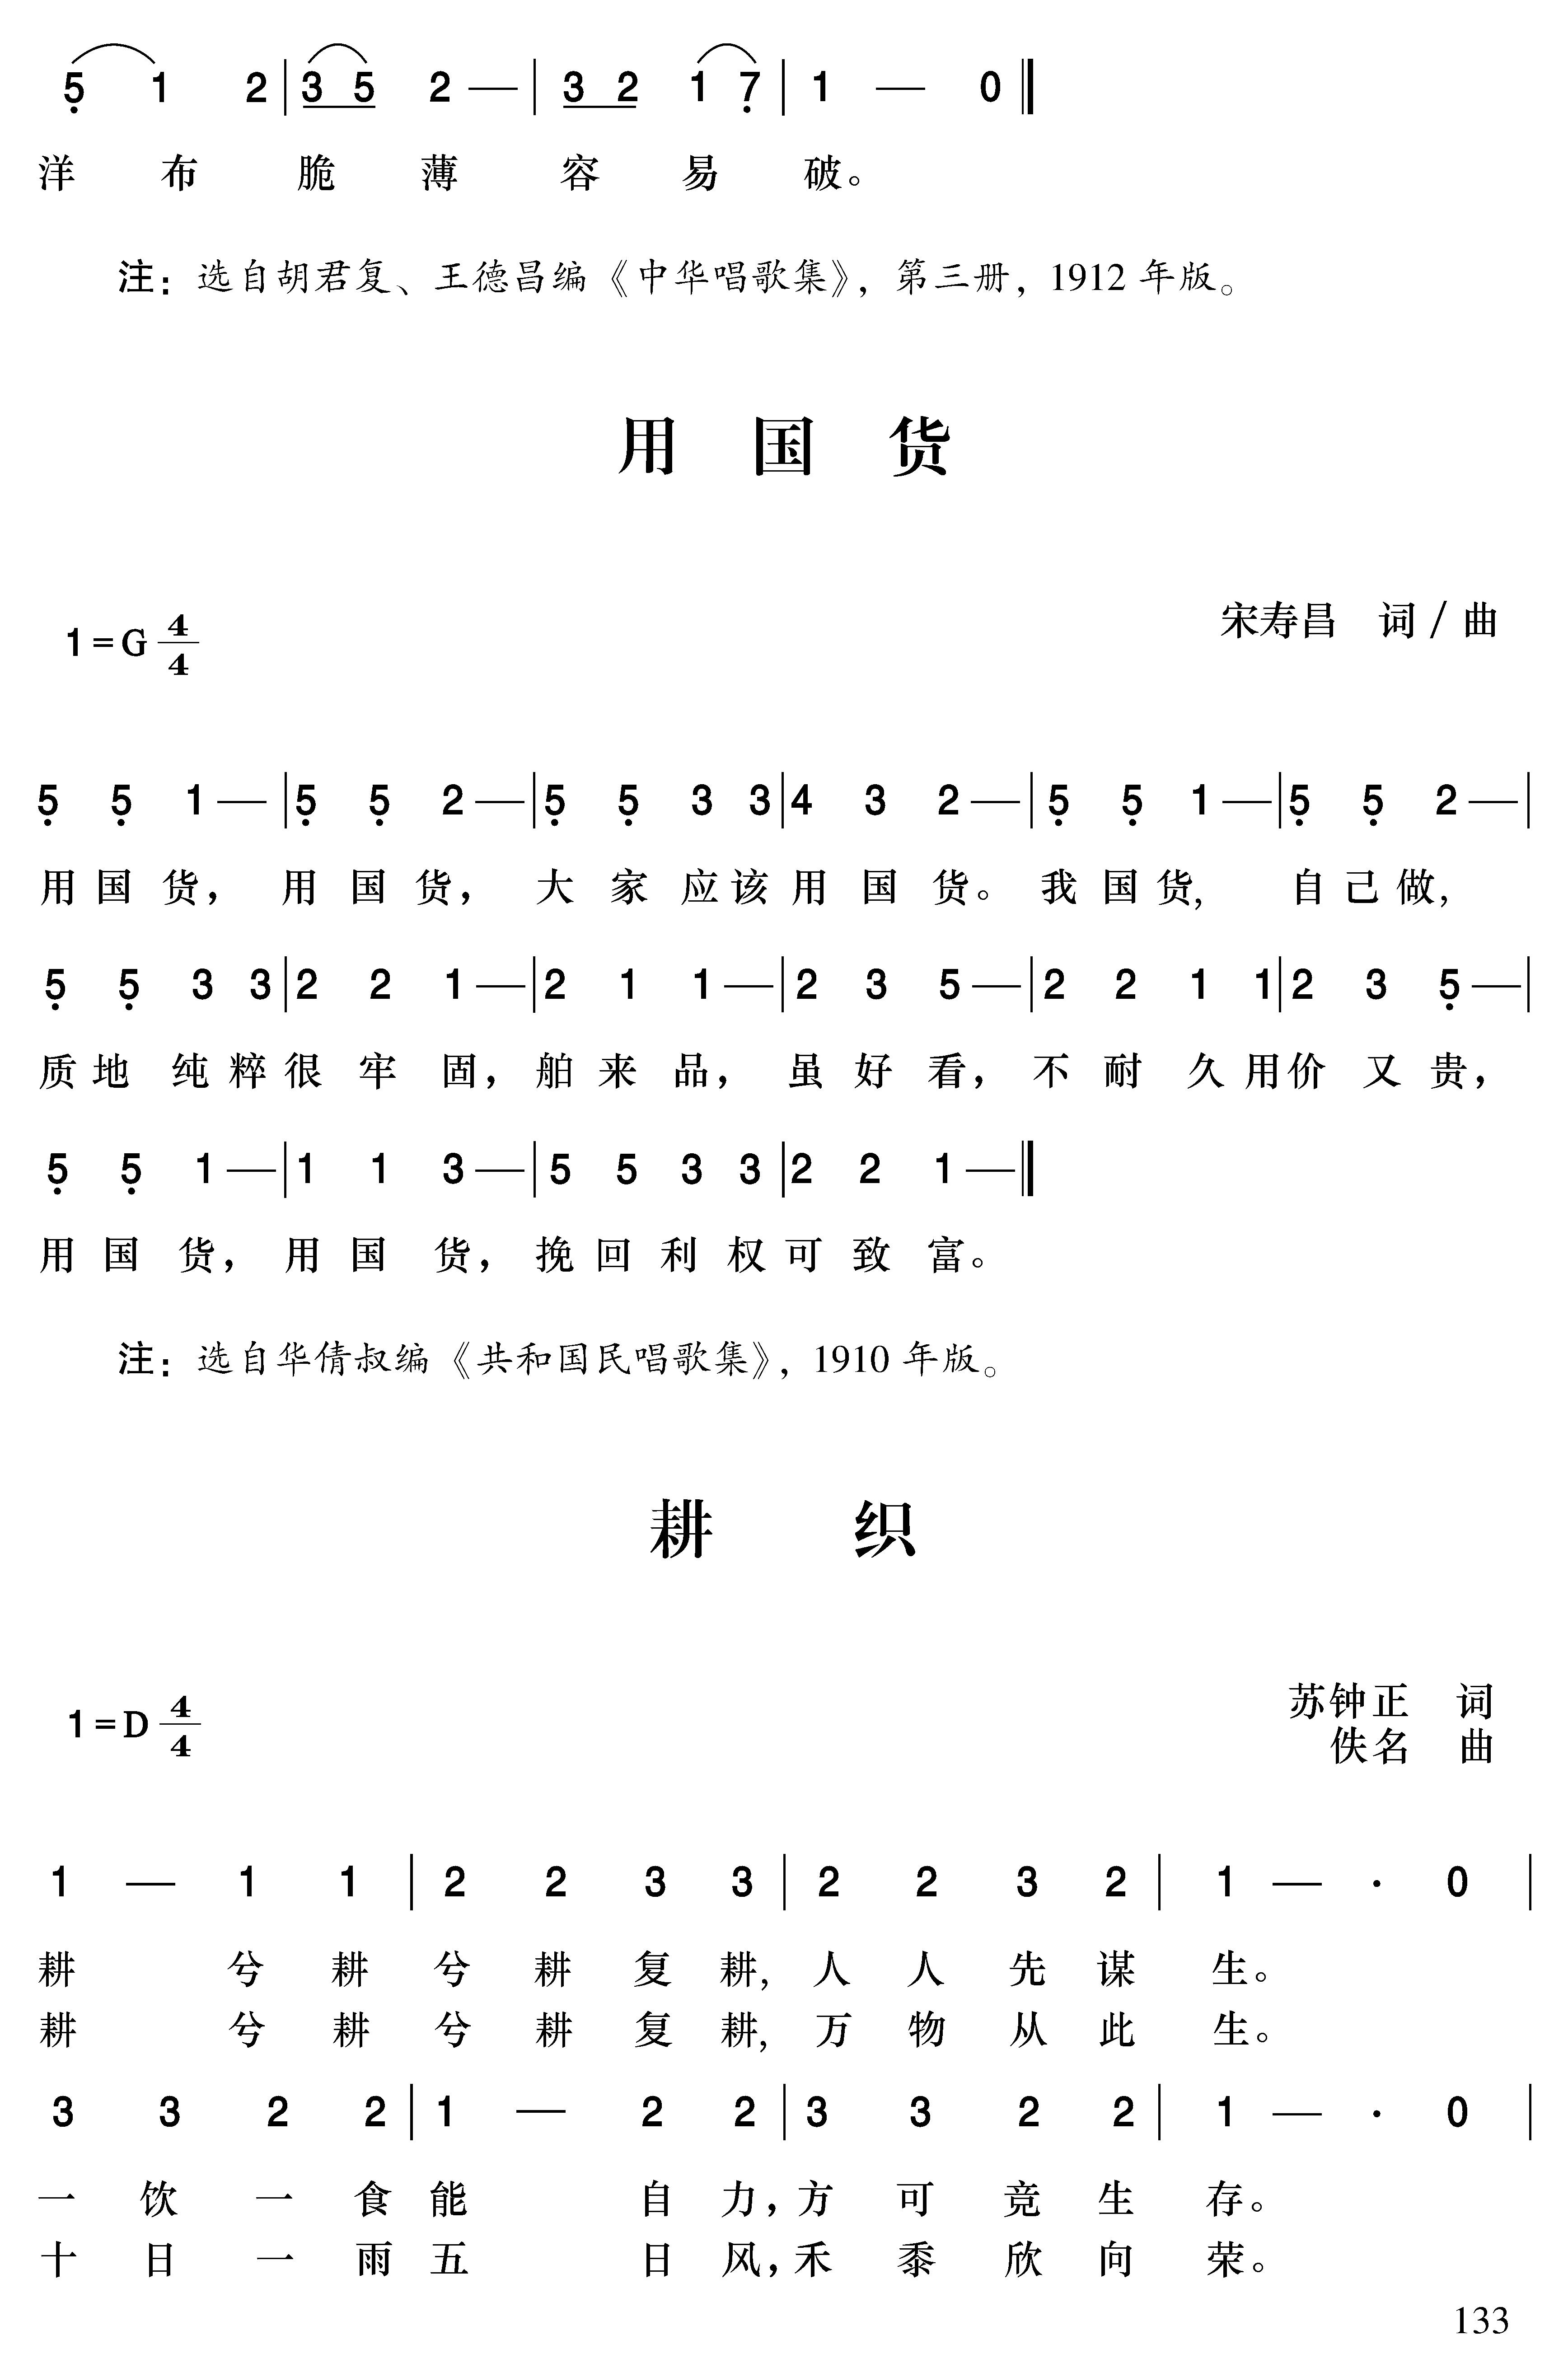 5̣ 1 2 | 3 5 2 — | 3 2 1 7̣ | 1 — 0 ‖
洋 布 脆 薄 容 易 破。
注：选自胡君复、王德昌编《中华唱歌集》，第三册，1912 年版。
用 国 货
宋寿昌 词 / 曲
1 = G 4/4
5̣ 5̣ 1 — | 5̣ 5̣ 2 — | 5̣ 5̣ 3 3 | 4 3 2 — | 5̣ 5̣ 1 — | 5̣ 5̣ 2 — |
用 国 货， 用 国 货， 大 家 应 该 用 国 货。 我 国 货, 自 己 做,
5̣ 5̣ 3 3 | 2 2 1 — | 2 1 1 — | 2 3 5 — | 2 2 1 1 | 2 3 5̣ — |
质 地 纯 粹 很 牢 固， 舶 来 品， 虽 好 看， 不 耐 久 用 价 又 贵，
5̣ 5̣ 1 — | 1 1 3 — | 5 5 3 3 | 2 2 1 — ‖
用 国 货， 用 国 货， 挽 回 利 权 可 致 富。
注：选自华倩叔编《共和国民唱歌集》，1910 年版。
耕 织
苏钟正 词
1 = D 4/4
佚名 曲
1 — 1 1 | 2 2 3 3 | 2 2 3 2 | 1 — · 0 |
耕 兮 耕 兮 耕 复 耕, 人 人 先 谋 生。
耕 兮 耕 兮 耕 复 耕, 万 物 从 此 生。
3 3 2 2 | 1 — 2 2 | 3 3 2 2 | 1 — · 0 |
一 饮 一 食 能 自 力，方 可 竞 生 存。
十 日 一 雨 五 日 风，禾 黍 欣 向 荣。
133